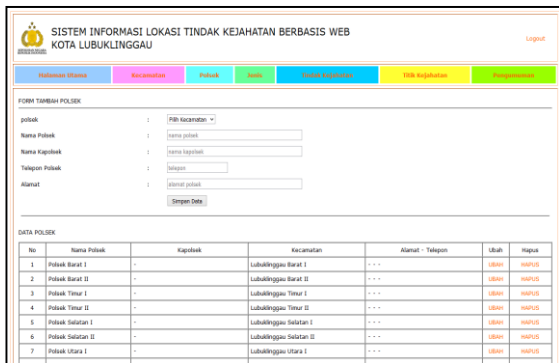 SISTEM INFORMASI LOKASI TINDAK KEJAHATAN BERBASIS WEB
KOTA LUBUKLINGGAU
Logout
Halaman Utama Kecamatan Polsek Jenis Titik Kejahatan Pengumuman
FORM TAMBAH POLSEK
polsek : Pilih Kecamatan
Nama Polsek : nama polsek
Nama Kapolsek : nama kapolsek
Telepon Polsek : telepon
Alamat : alamat polsek
Simpan Data
DATA POLSEK
No Nama Polsek Kapolsek Kecamatan Alamat - Telepon Ubah Hapus
1 Polsek Barat I - Lubuklinggau Barat I - - - UBAH HAPUS
2 Polsek Barat II - Lubuklinggau Barat II - - - UBAH HAPUS
3 Polsek Timur I - Lubuklinggau Timur I - - - UBAH HAPUS
4 Polsek Timur II - Lubuklinggau Timur II - - - UBAH HAPUS
5 Polsek Selatan I - Lubuklinggau Selatan I - - - UBAH HAPUS
6 Polsek Selatan II - Lubuklinggau Selatan II - - - UBAH HAPUS
7 Polsek Utara I - Lubuklinggau Utara I - - - UBAH HAPUS